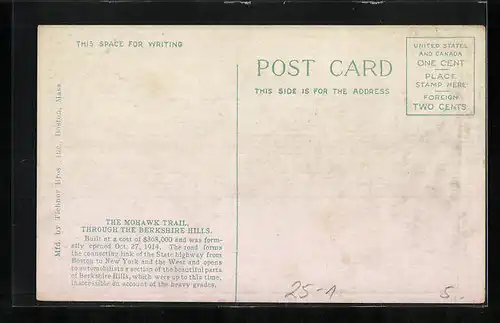 THIS SPACE FOR WRITING
POST CARD
THIS SIDE IS FOR THE ADDRESS
UNITED STATES
AND CANADA
ONE CENT
PLACE
STAMP HERE
FOREIGN
TWO CENTS
Mfd. by Tichnor Bros. Inc., Boston, Mass.
THE MOHAWK TRAIL,
THROUGH THE BERKSHIRE HILLS.
Built at a cost of $368,000 and was form-
ally opened Oct. 27, 1914. The road forms
the connecting link of the State highway from
Boston to New York and the West and opens
to automobilists a section of the beautiful parts
of Berkshire Hills, which were up to this time,
inaccessible on account of the heavy grades.
25-1
5.-